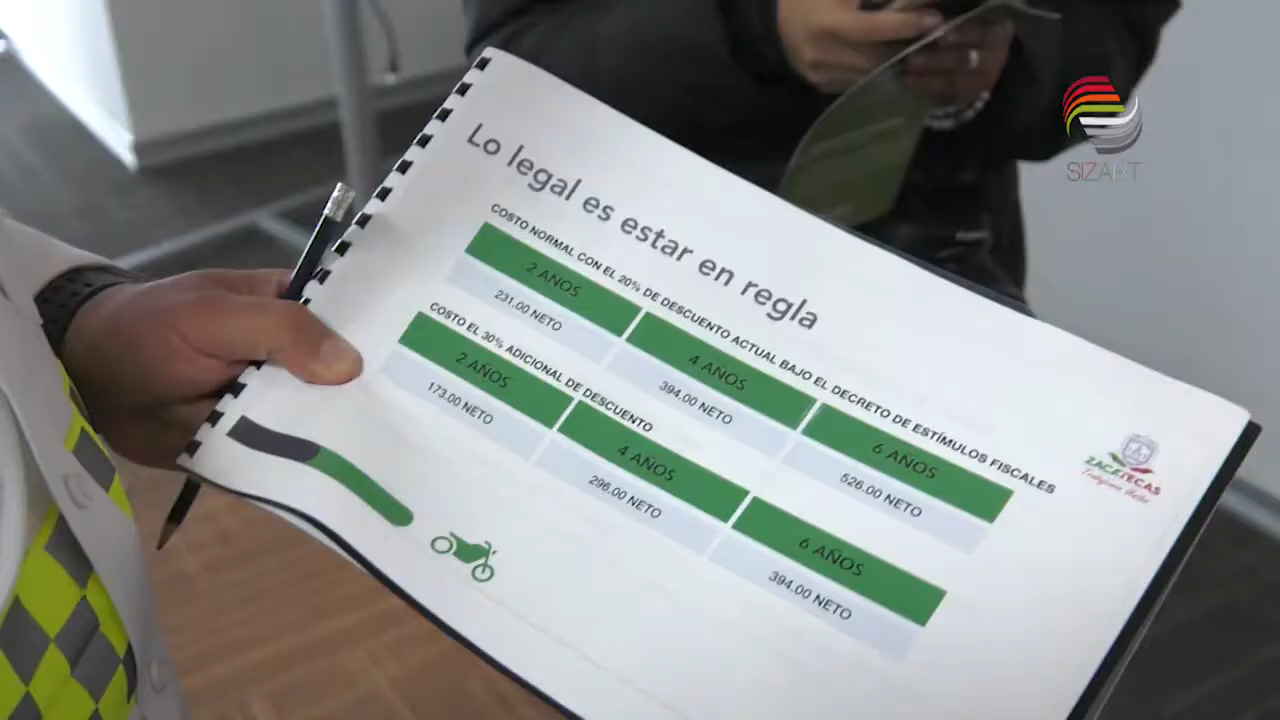 SIZART
Lo legal es estar en regla
COSTO NORMAL CON EL 20% DE DESCUENTO ACTUAL BAJO EL DECRETO DE ESTÍMULOS FISCALES
2 AÑOS 4 AÑOS 6 AÑOS
231.00 NETO 394.00 NETO 526.00 NETO
COSTO EL 30% ADICIONAL DE DESCUENTO
2 AÑOS 4 AÑOS 6 AÑOS
173.00 NETO 296.00 NETO 394.00 NETO
ZACATECAS